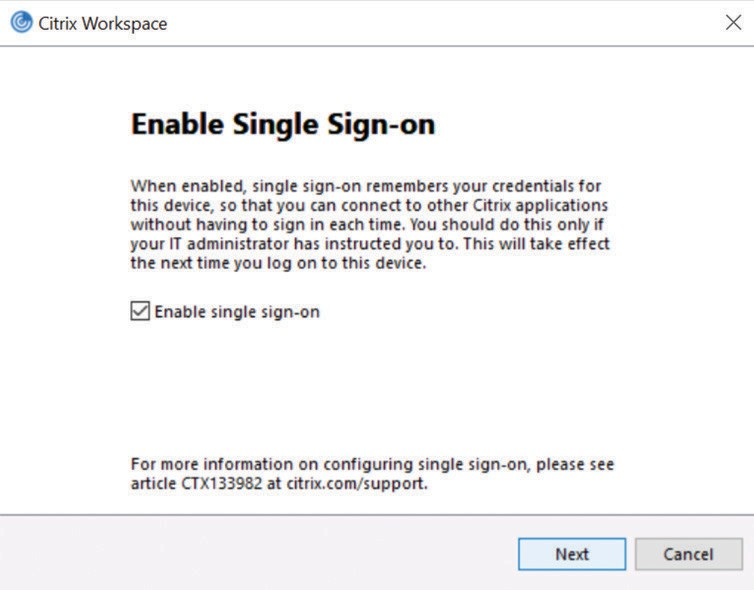 Citrix Workspace
Enable Single Sign-on
When enabled, single sign-on remembers your credentials for
this device, so that you can connect to other Citrix applications
without having to sign in each time. You should do this only if
your IT administrator has instructed you to. This will take effect
the next time you log on to this device.
Enable single sign-on
For more information on configuring single sign-on, please see
article CTX133982 at citrix.com/support.
Next
Cancel